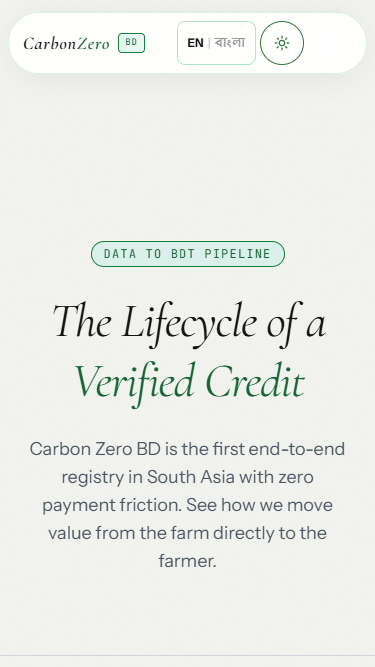 CarbonZero BD EN | বাংলা
DATA TO BDT PIPELINE
The Lifecycle of a
Verified Credit
Carbon Zero BD is the first end-to-end
registry in South Asia with zero
payment friction. See how we move
value from the farm directly to the
farmer.